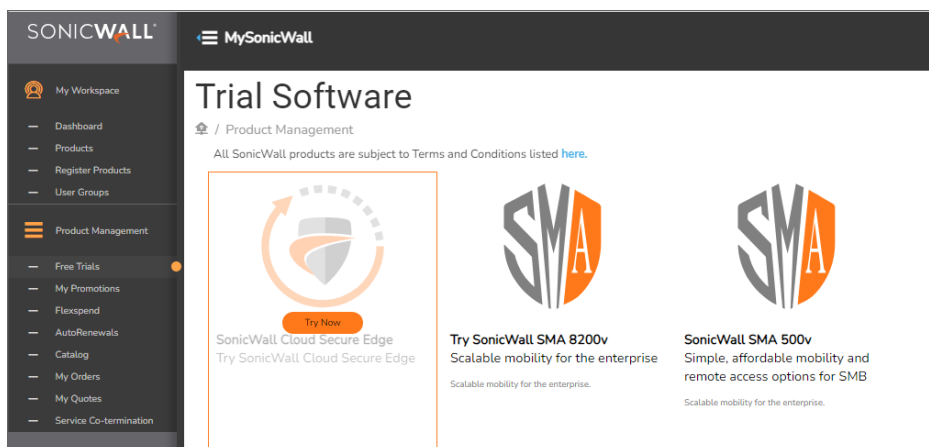 SONICWALL
MySonicWall
My Workspace
Dashboard
Products
Register Products
User Groups
Product Management
Free Trials
My Promotions
Flexspend
AutoRenewals
Catalog
My Orders
My Quotes
Service Co-termination
Trial Software
/ Product Management
All SonicWall products are subject to Terms and Conditions listed here.
Try Now
SonicWall Cloud Secure Edge
Try SonicWall Cloud Secure Edge
SMA
Try SonicWall SMA 8200v
Scalable mobility for the enterprise
Scalable mobility for the enterprise.
SMA
SonicWall SMA 500v
Simple, affordable mobility and
remote access options for SMB
Scalable mobility for the enterprise.